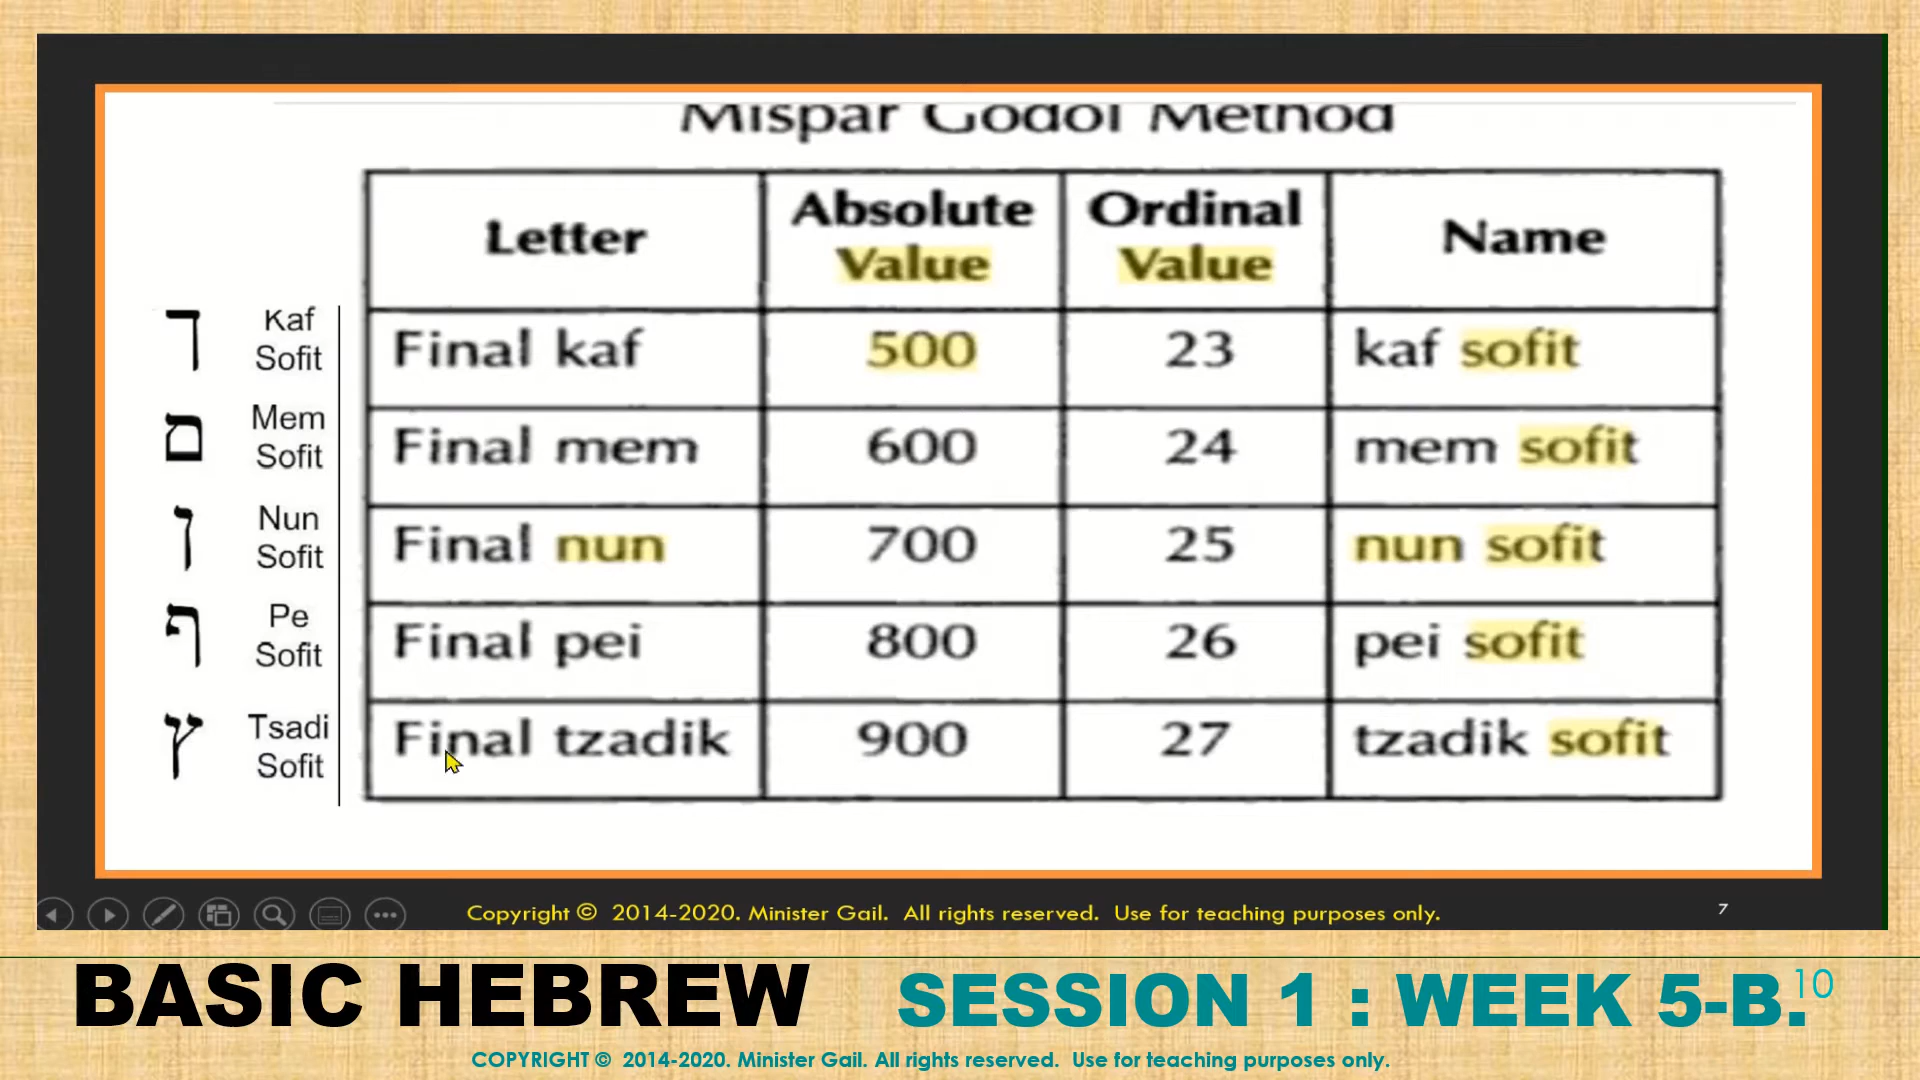 Mispar Godol Method
Letter Absolute Value Ordinal Value Name
ך Kaf Sofit Final kaf 500 23 kaf sofit
ם Mem Sofit Final mem 600 24 mem sofit
ן Nun Sofit Final nun 700 25 nun sofit
ף Pe Sofit Final pei 800 26 pei sofit
ץ Tsadi Sofit Final tzadik 900 27 tzadik sofit
Copyright © 2014-2020. Minister Gail. All rights reserved. Use for teaching purposes only. 7
BASIC HEBREW SESSION 1 : WEEK 5-B. 10
COPYRIGHT © 2014-2020. Minister Gail. All rights reserved. Use for teaching purposes only.